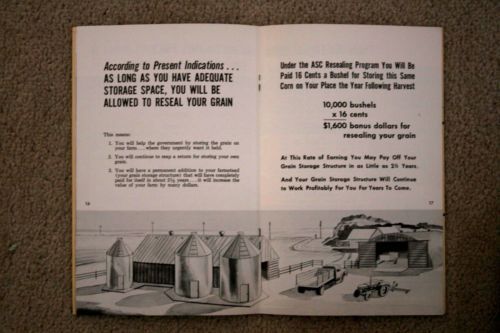 According to Present Indications . . .
AS LONG AS YOU HAVE ADEQUATE
STORAGE SPACE, YOU WILL BE
ALLOWED TO RESEAL YOUR GRAIN
This means:
1. You will help the government by storing the grain on
your farm . . . where they urgently want it held.
2. You will continue to earn a return for storing your own
grain.
3. You will have a permanent addition to your farmstead
(your grain storage structure) that will have completely
paid for itself in about 2½ years . . . it will increase the
value of your farm by many dollars.
16
Under the ASC Resealing Program You Will Be
Paid 16 Cents a Bushel for Storing this Same
Corn on Your Place the Year Following Harvest
10,000 bushels
x 16 cents
$1,600 bonus dollars for
resealing your grain
At This Rate of Earning You May Pay Off Your
Grain Storage Structure in as Little as 2½ Years.
And Your Grain Storage Structure Will Continue
to Work Profitably For You For Years To Come.
17